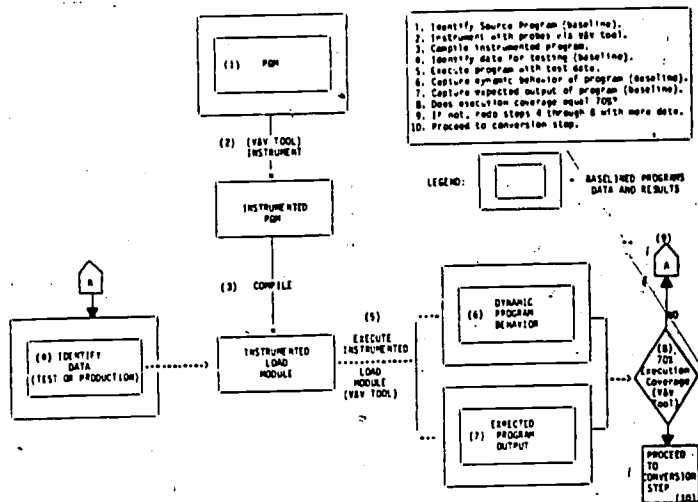 1. Identify Source Program (baseline).
2. Instrument with probes via V&V tool.
3. Compile instrumented program.
4. Identify data for testing (baseline).
5. Execute program with test data.
6. Capture dynamic behavior of program (baseline).
7. Capture expected output of program (baseline).
8. Does execution coverage equal 70%?
9. If not, redo steps 4 through 8 with more data.
10. Proceed to conversion step.
(1) PGM
(2) (V&V TOOL)
INSTRUMENT
LEGEND:
BASELINED PROGRAMS
DATA AND RESULTS
INSTRUMENTED
PGM
(3) COMPILE
(9)
A
A
(4) IDENTIFY
DATA
(TEST OR PRODUCTION)
INSTRUMENTED
LOAD
MODULE
(5)
EXECUTE
INSTRUMENTED
LOAD
MODULE
(V&V TOOL)
(6) DYNAMIC
PROGRAM
BEHAVIOR
(7) EXPECTED
PROGRAM
OUTPUT
NO
(8)
70%
Execution
Coverage
(V&V
Tool)
PROCEED
TO
CONVERSION
STEP
(10)